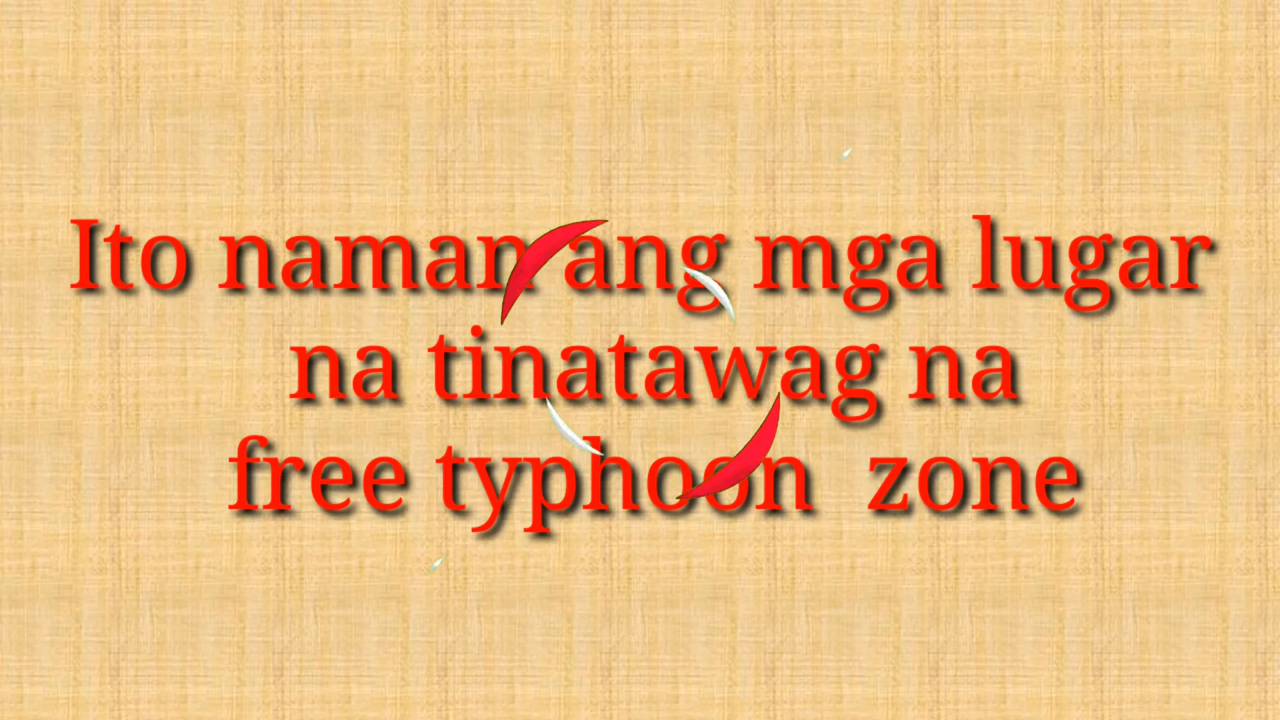 Ito naman ang mga lugar
na tinatawag na
free typhoon zone